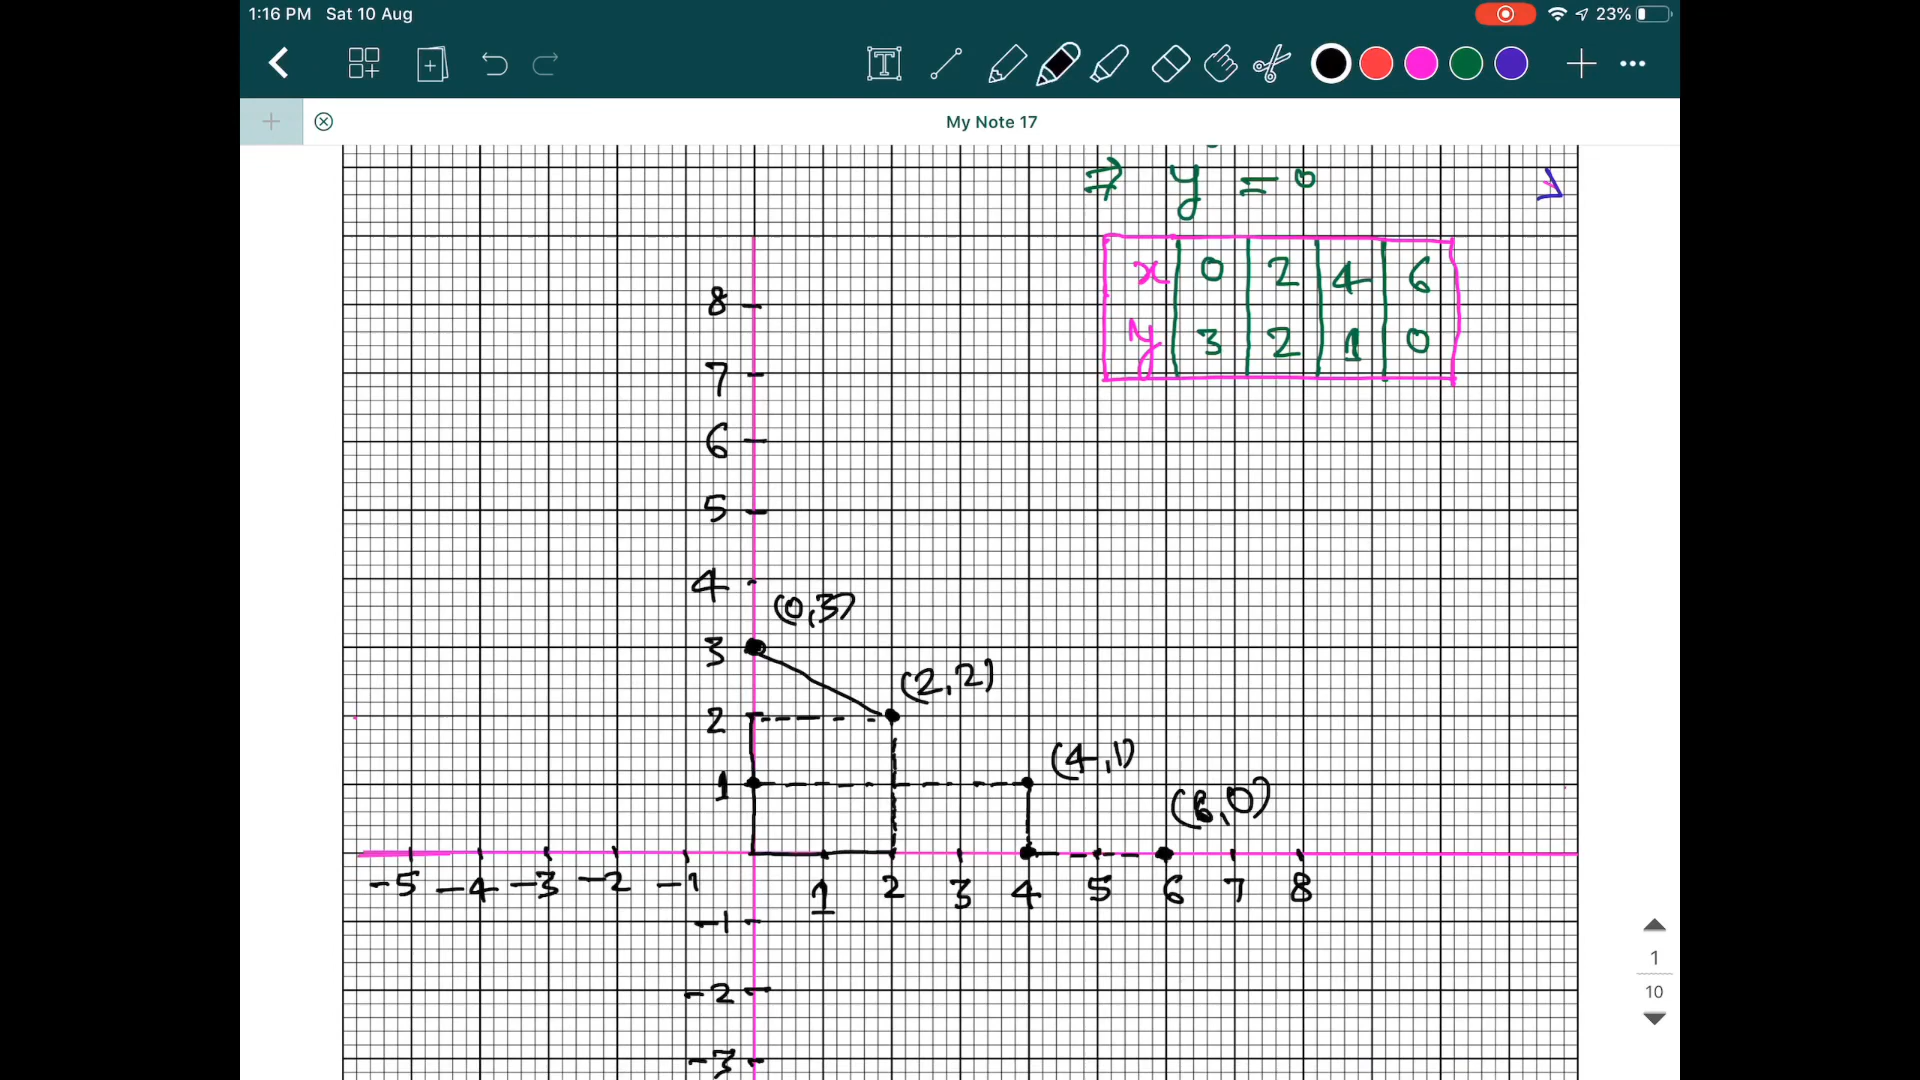 1:16 PM Sat 10 Aug 23%
T
My Note 17
⇒ y = 0
x 0 2 4 6
y 3 2 1 0
8
7
6
5
4
(0,3)
3
(2,2)
2
(4,1)
1
(6,0)
-5 -4 -3 -2 -1 1 2 3 4 5 6 7 8
-1
1
-2
10
-3